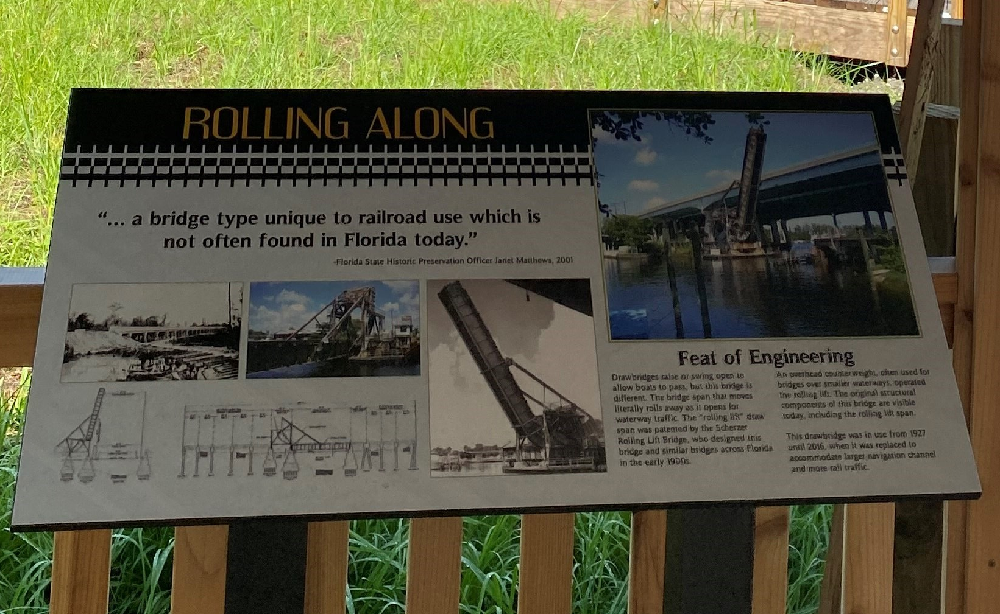 ROLLING ALONG
"... a bridge type unique to railroad use which is
not often found in Florida today."
-Florida State Historic Preservation Officer Janet Matthews, 2001
Feat of Engineering
Drawbridges raise or swing open to
allow boats to pass, but this bridge is
different. The bridge span that moves
literally rolls away as it opens for
waterway traffic. The "rolling lift" draw
span was patented by the Scherzer
Rolling Lift Bridge, who designed this
bridge and similar bridges across Florida
in the early 1900s.
An overhead counterweight, often used for
bridges over smaller waterways, operated
the rolling lift. The original structural
components of this bridge are visible
today, including the rolling lift span.
This drawbridge was in use from 1927
until 2016, when it was replaced to
accommodate larger navigation channel
and more rail traffic.